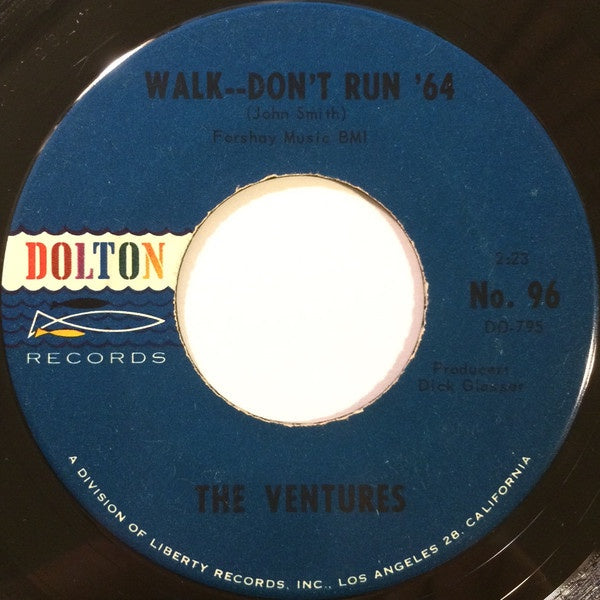 WALK--DON'T RUN '64
(John Smith)
Forshay Music BMI
DOLTON
RECORDS
2:23
No. 96
DO-795
Producer:
Dick Glasser
THE VENTURES
A DIVISION OF LIBERTY RECORDS, INC., LOS ANGELES 28, CALIFORNIA